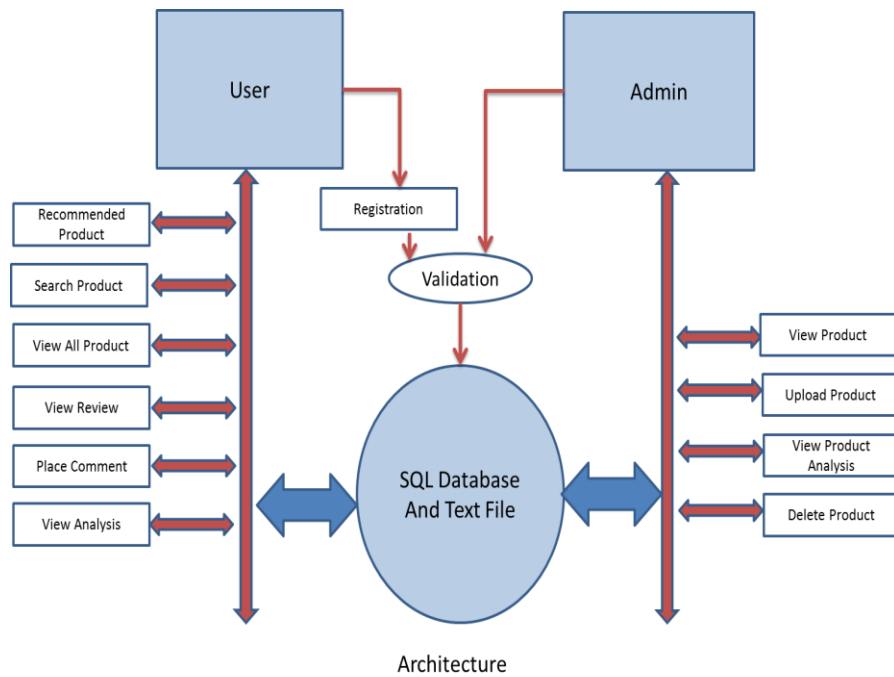 User
Admin
Registration
Validation
Recommended
Product
Search Product
View All Product
View Review
Place Comment
View Analysis
SQL Database
And Text File
View Product
Upload Product
View Product
Analysis
Delete Product
Architecture